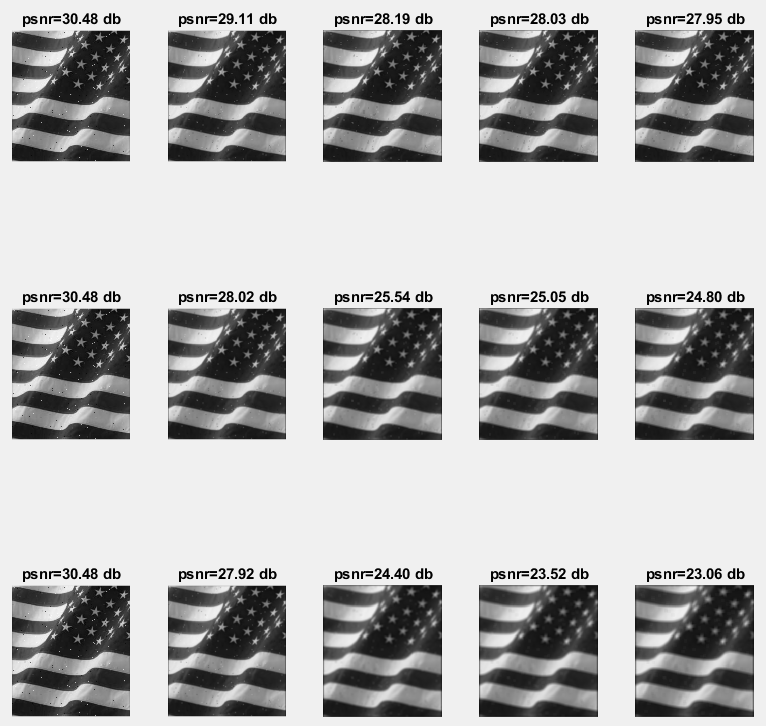 psnr=30.48 db psnr=29.11 db psnr=28.19 db psnr=28.03 db psnr=27.95 db
psnr=30.48 db psnr=28.02 db psnr=25.54 db psnr=25.05 db psnr=24.80 db
psnr=30.48 db psnr=27.92 db psnr=24.40 db psnr=23.52 db psnr=23.06 db